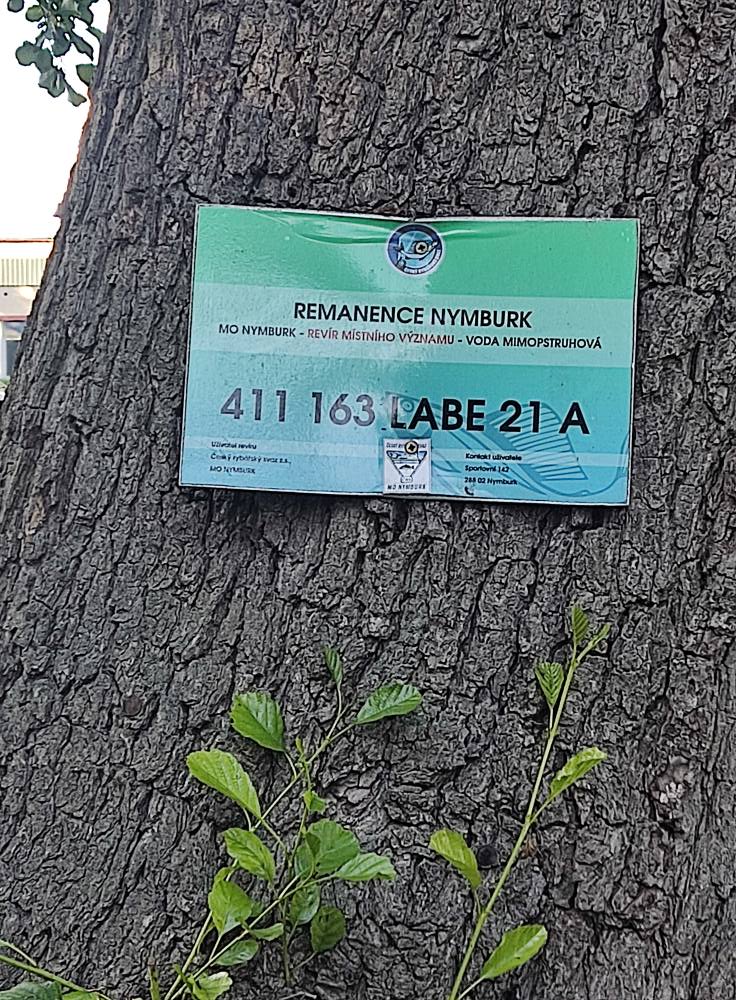 REMANENCE NYMBURK
MO NYMBURK - REVÍR MÍSTNÍHO VÝZNAMU - VODA MIMOPSTRUHOVÁ
411 163 LABE 21 A
Uživatel revíru
Český rybářský svaz z.s.,
MO NYMBURK
MO NYMBURK
Kontakt uživatele
Sportovní 142
288 02 Nymburk